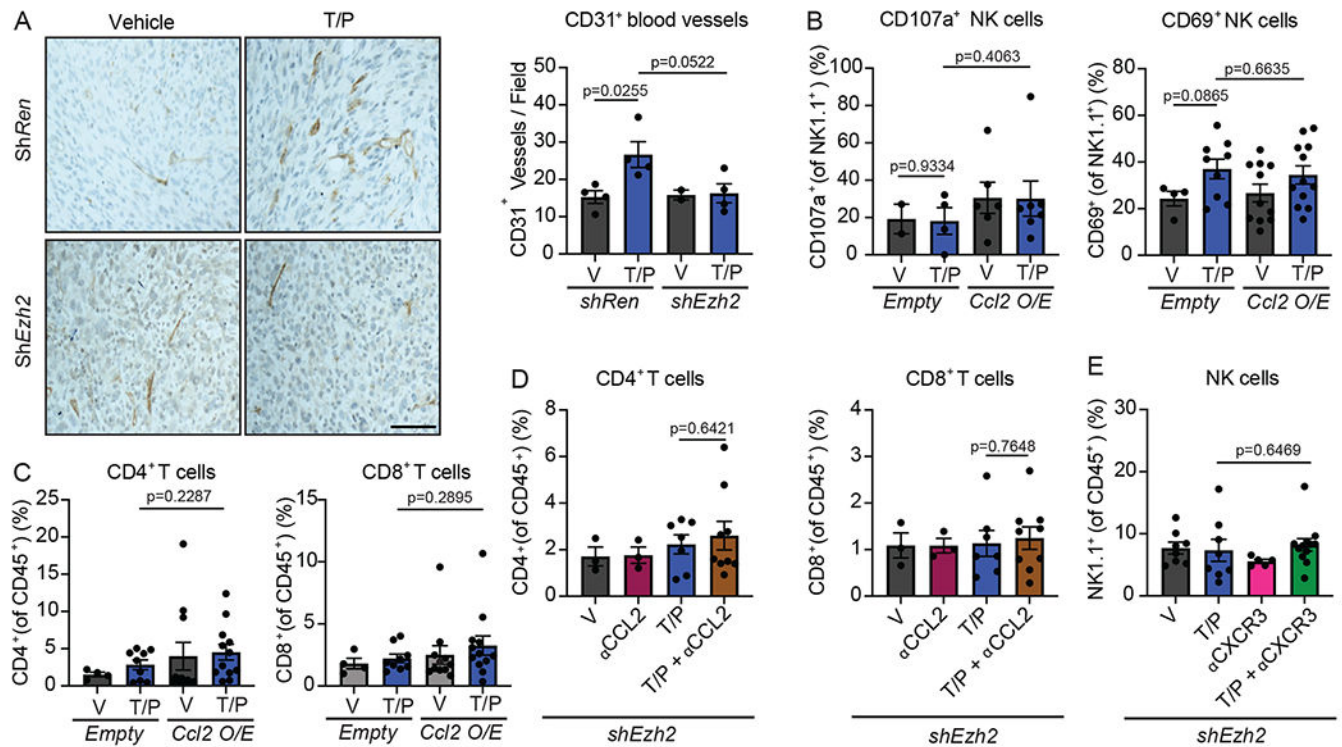 A
Vehicle
T/P
ShRen
ShEzh2
CD31⁺ blood vessels
CD31⁺ Vessels / Field
50
40
30
20
10
0
p=0.0255
p=0.0522
V T/P V T/P
shRen shEzh2
B
CD107a⁺ NK cells
CD107a⁺ (of NK1.1⁺) (%)
100
80
60
40
20
0
p=0.9334
p=0.4063
V T/P V T/P
Empty Ccl2 O/E
CD69⁺ NK cells
CD69⁺ (of NK1.1⁺) (%)
80
60
40
20
0
p=0.0865
p=0.6635
V T/P V T/P
Empty Ccl2 O/E
C
CD4⁺ T cells
CD4⁺ (of CD45⁺) (%)
25
20
15
10
5
0
p=0.2287
V T/P V T/P
Empty Ccl2 O/E
CD8⁺ T cells
CD8⁺ (of CD45⁺) (%)
15
10
5
0
p=0.2895
V T/P V T/P
Empty Ccl2 O/E
D
CD4⁺ T cells
CD4⁺ (of CD45⁺) (%)
8
6
4
2
0
p=0.6421
V
αCCL2
T/P
T/P + αCCL2
shEzh2
CD8⁺ T cells
CD8⁺ (of CD45⁺) (%)
4
3
2
1
0
p=0.7648
V
αCCL2
T/P
T/P + αCCL2
shEzh2
E
NK cells
NK1.1⁺ (of CD45⁺) (%)
30
20
10
0
p=0.6469
V
T/P
αCXCR3
T/P + αCXCR3
shEzh2